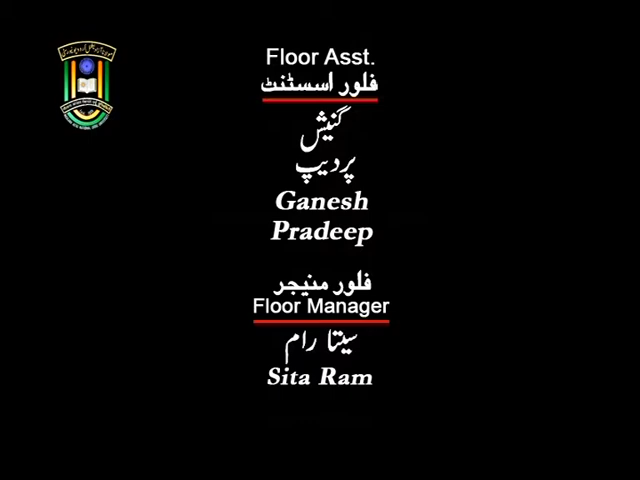 Floor Asst.
فلور اسسٹنٹ
گنیش
پردیپ
Ganesh
Pradeep
فلور منیجر
Floor Manager
سیتا رام
Sita Ram